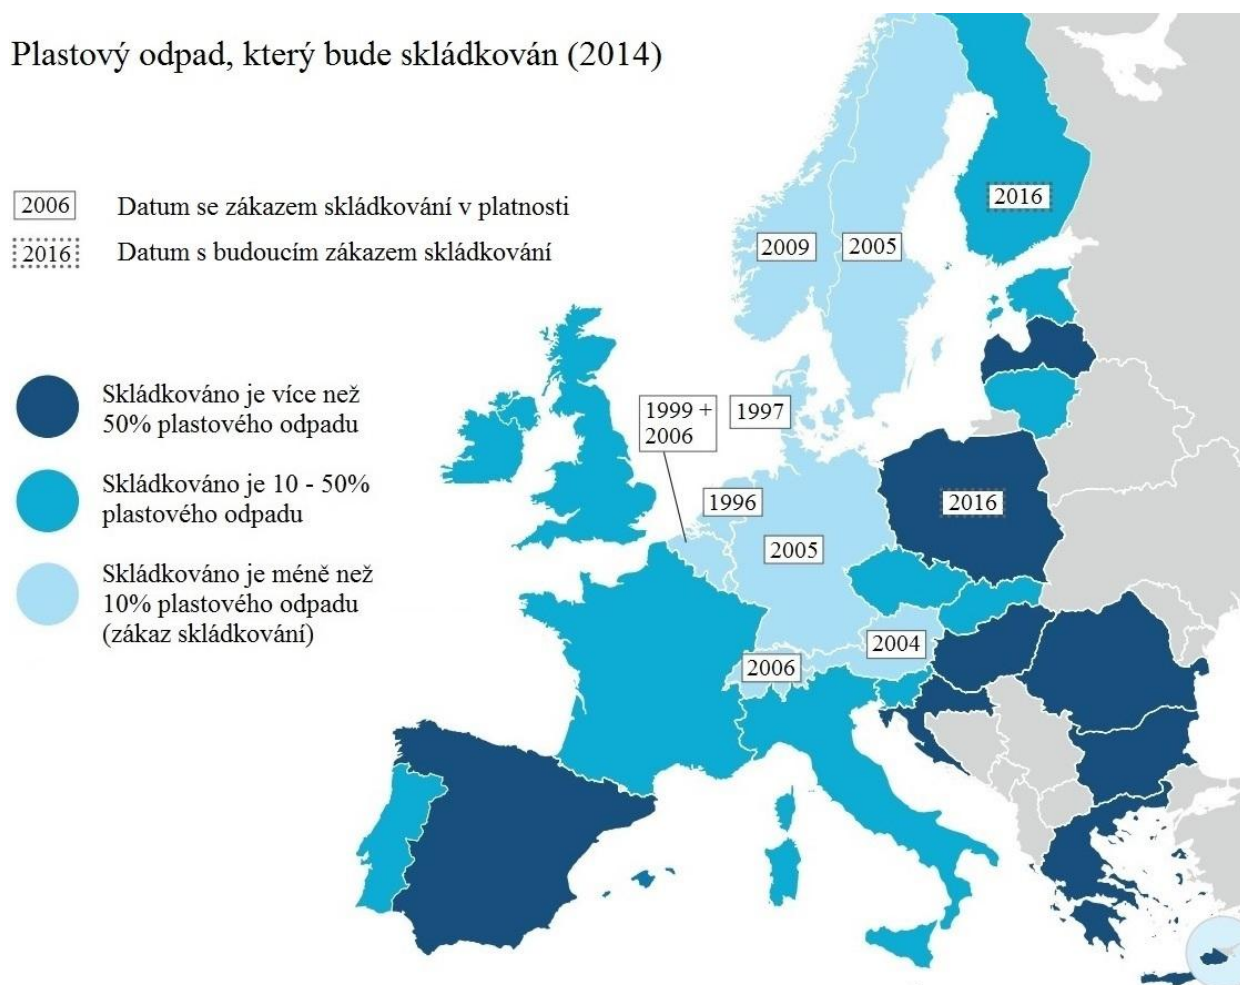 Plastový odpad, který bude skládkován (2014)
2006 Datum se zákazem skládkování v platnosti
2016 Datum s budoucím zákazem skládkování
Skládkováno je více než
50% plastového odpadu
Skládkováno je 10 - 50%
plastového odpadu
Skládkováno je méně než
10% plastového odpadu
(zákaz skládkování)
2016
2009
2005
1999 +
2006
1997
1996
2016
2005
2004
2006